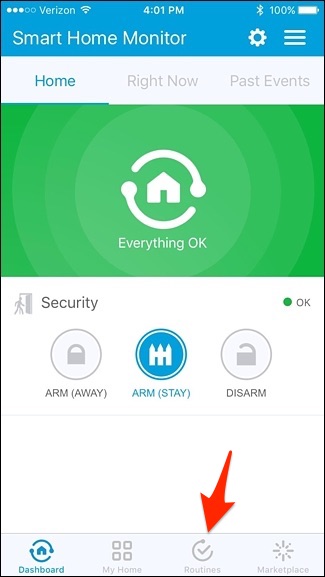 Verizon 4:01 PM 100%
Smart Home Monitor
Home Right Now Past Events
Everything OK
Security OK
ARM (AWAY) ARM (STAY) DISARM
Dashboard My Home Routines Marketplace